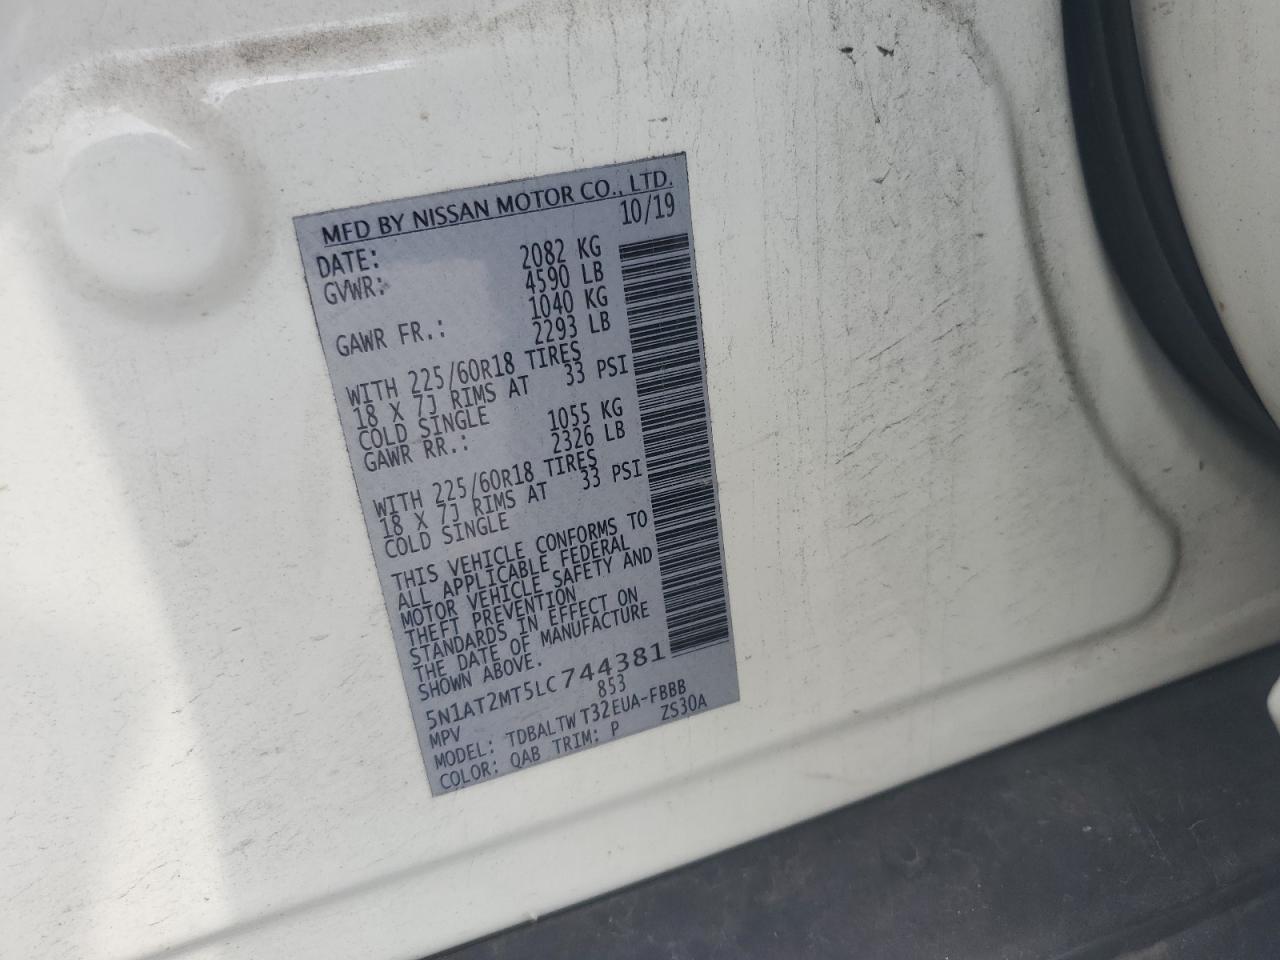 MFD BY NISSAN MOTOR CO., LTD.
DATE: 10/19
GVWR: 2082 KG
4590 LB
GAWR FR.: 1040 KG
2293 LB
WITH 225/60R18 TIRES
18 X 7J RIMS AT 33 PSI
COLD SINGLE
GAWR RR.: 1055 KG
2326 LB
WITH 225/60R18 TIRES
18 X 7J RIMS AT 33 PSI
COLD SINGLE
THIS VEHICLE CONFORMS TO
ALL APPLICABLE FEDERAL
MOTOR VEHICLE SAFETY AND
THEFT PREVENTION
STANDARDS IN EFFECT ON
THE DATE OF MANUFACTURE
SHOWN ABOVE.
5N1AT2MT5LC744381
MPV 853
MODEL: TDBALTW T32EUA-FBBB
COLOR: QAB TRIM: P ZS30A